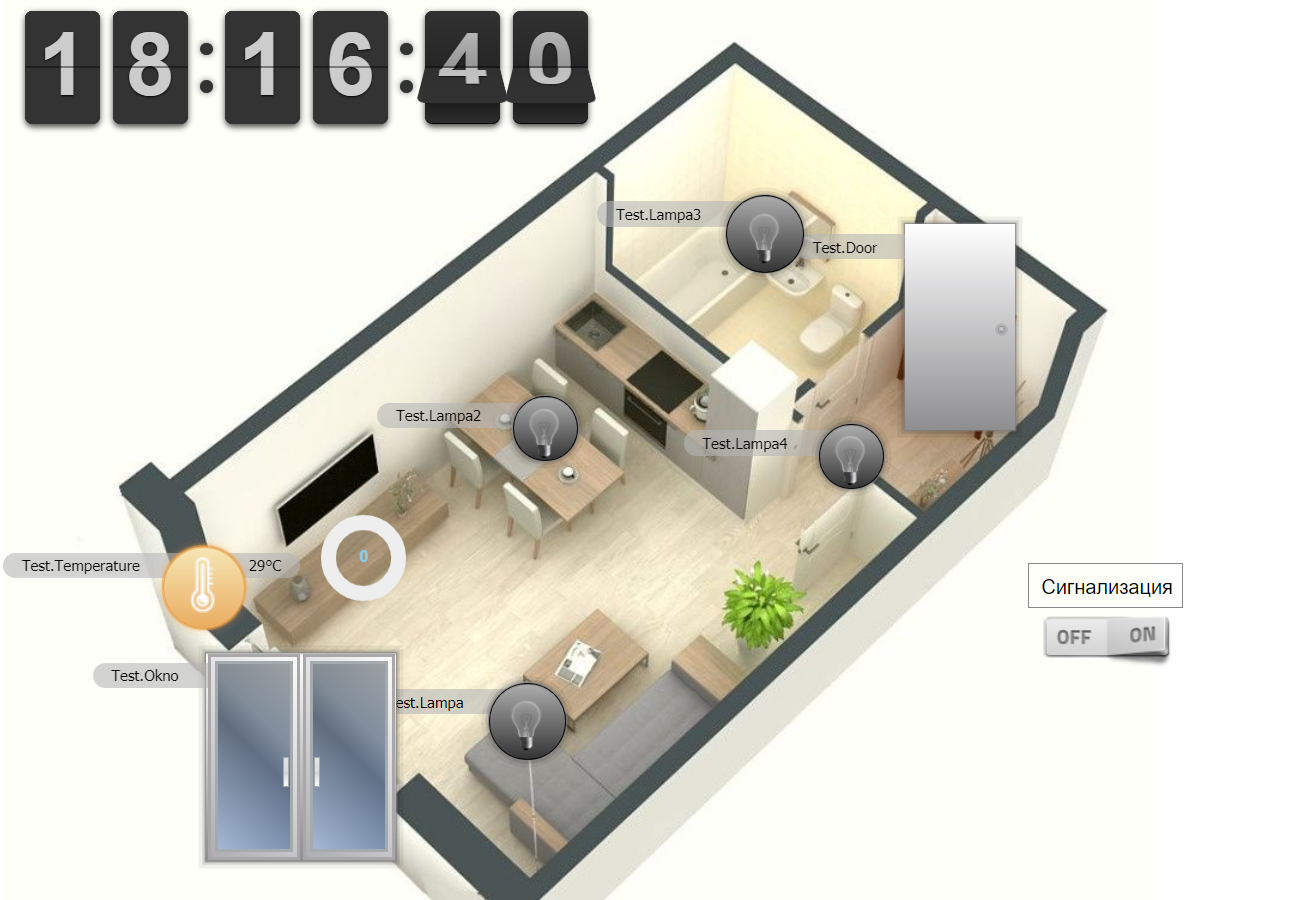 18:16:40
Test.Lampa3
Test.Door
Test.Lampa2
Test.Lampa4
Test.Temperature
29°C
0
Сигнализация
OFF ON
Test.Okno
est.Lampa